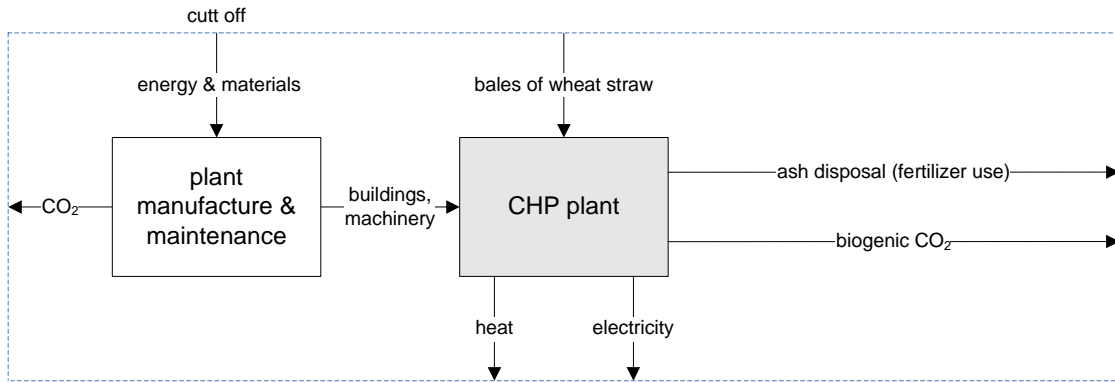 cutt off
energy & materials
bales of wheat straw
plant
manufacture &
maintenance
CO₂
buildings,
machinery
CHP plant
ash disposal (fertilizer use)
biogenic CO₂
heat
electricity